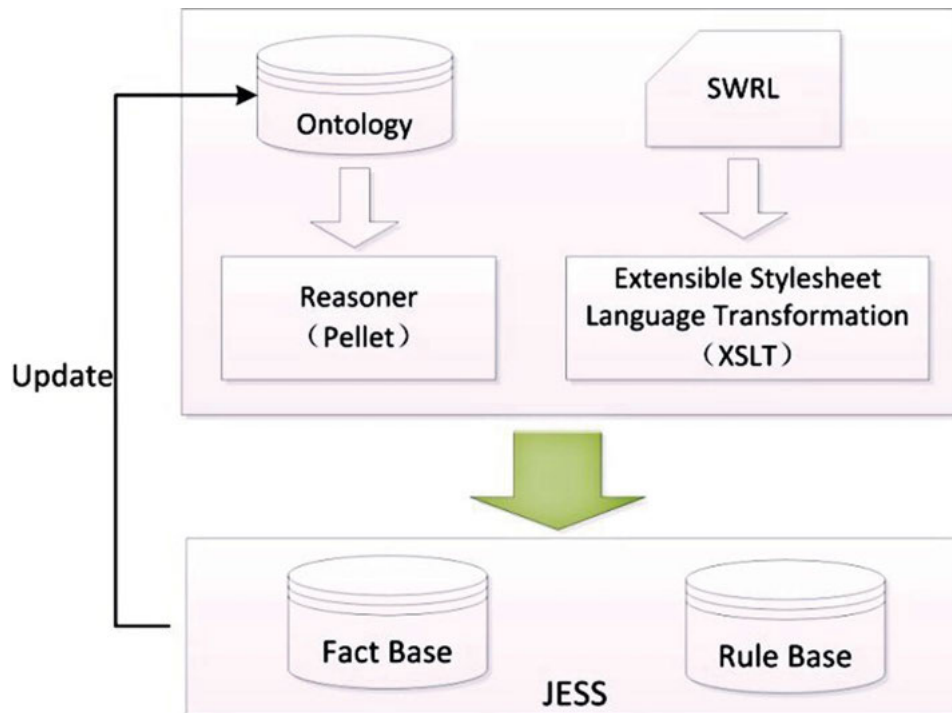 Ontology
SWRL
Reasoner
（Pellet）
Extensible Stylesheet
Language Transformation
（XSLT）
Update
Fact Base
Rule Base
JESS